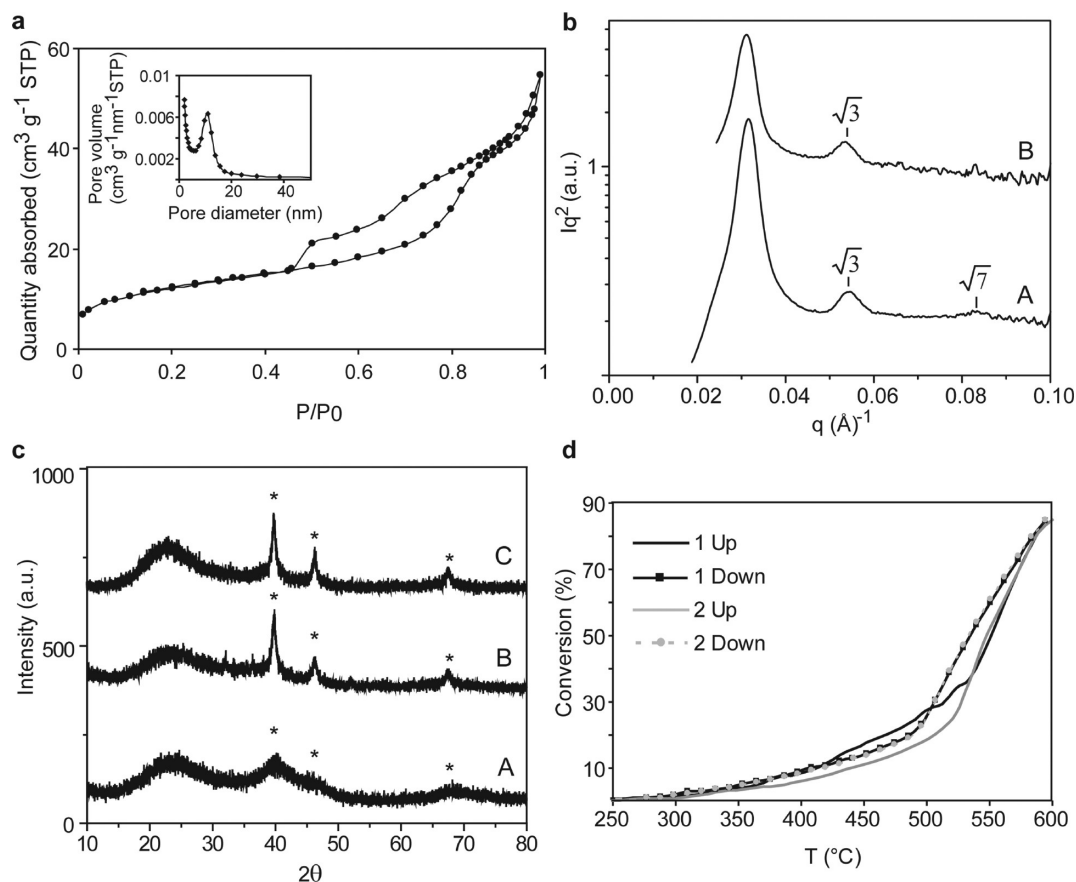 a
Quantity absorbed (cm³ g⁻¹ STP)
60
40
20
0
0
0.2
0.4
0.6
0.8
1
P/P0
Pore volume
(cm³ g⁻¹nm⁻¹STP)
0.01
0.006
0.002
0
20
40
Pore diameter (nm)
b
Iq² (a.u.)
1
√3
B
√3
√7
A
0.00
0.02
0.04
0.06
0.08
0.10
q (Å)⁻¹
c
Intensity (a.u.)
1000
500
0
* * *
C
* * *
B
* * *
A
10
20
30
40
50
60
70
80
2θ
d
Conversion (%)
90
70
50
30
10
1 Up
1 Down
2 Up
2 Down
250
300
350
400
450
500
550
600
T (°C)